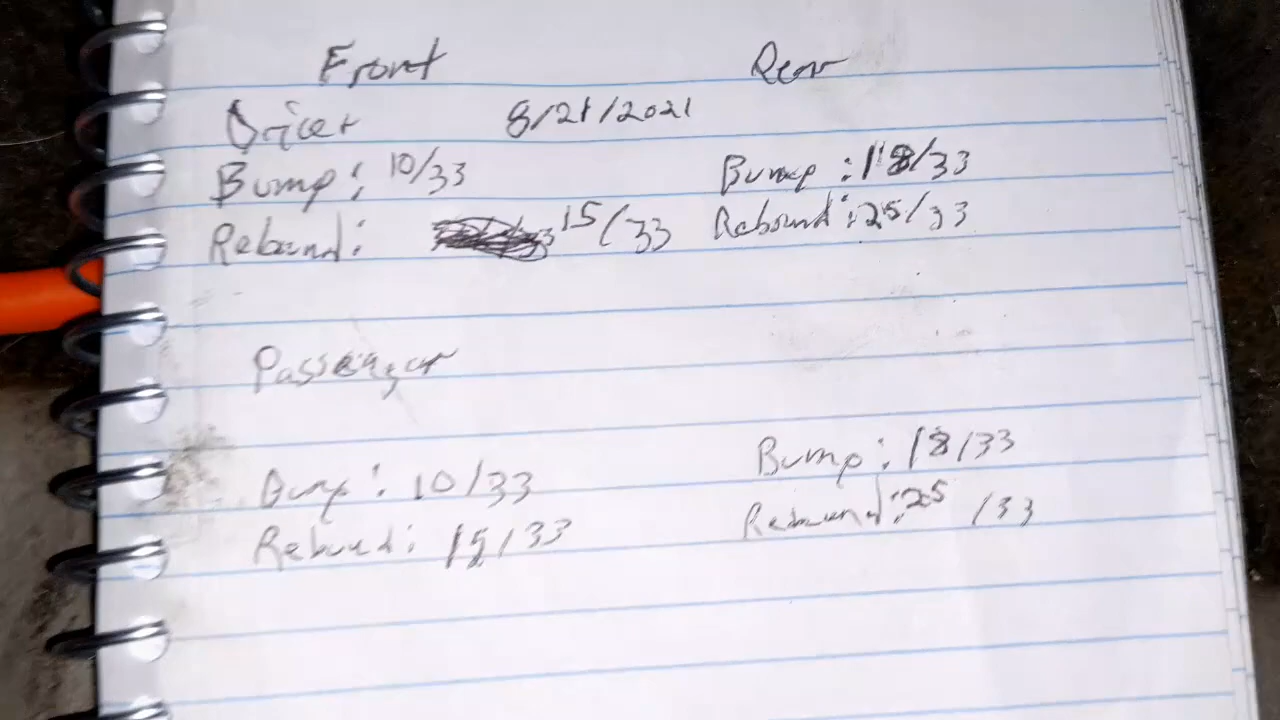 Front Rear
Driver 8/21/2021
Bump: 10/33 Bump: 18/33
Rebound: 15/33 Rebound: 25/33
Passenger
Bump: 10/33 Bump: 18/33
Rebound: 15/33 Rebound: 25/33